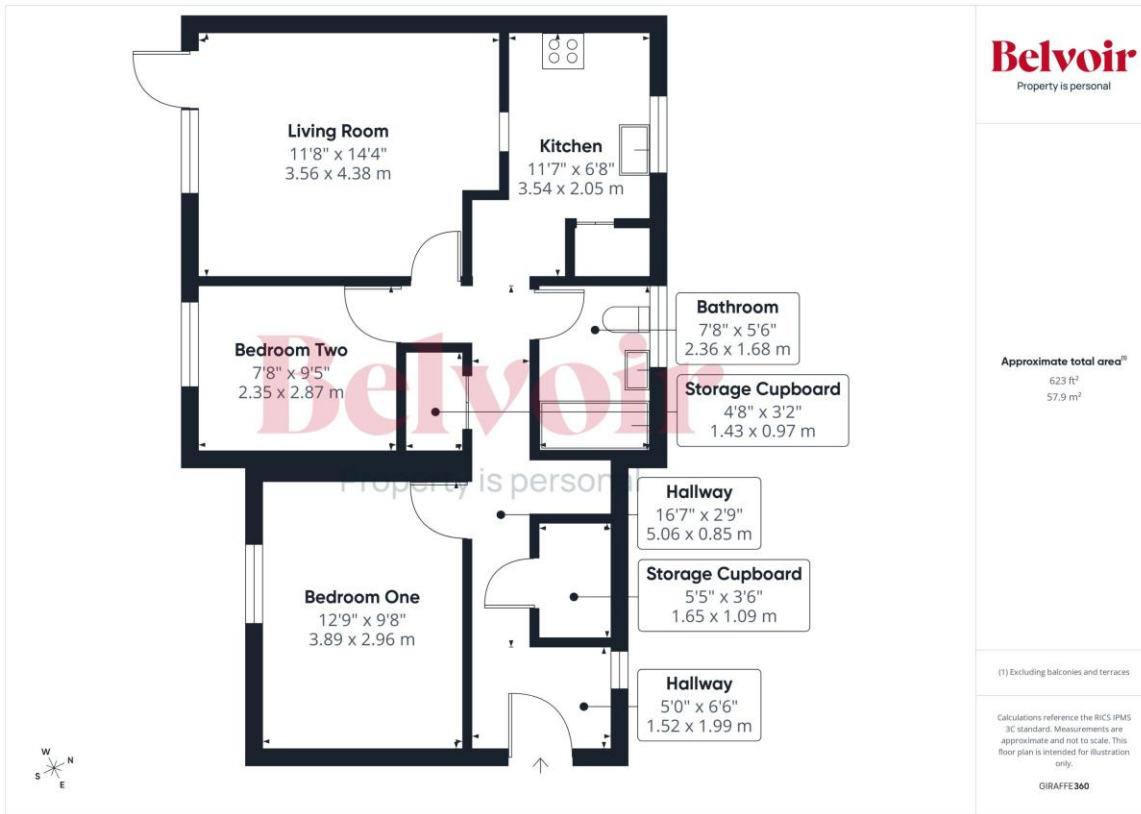 Living Room
11'8" x 14'4"
3.56 x 4.38 m
Kitchen
11'7" x 6'8"
3.54 x 2.05 m
Bedroom Two
7'8" x 9'5"
2.35 x 2.87 m
Bathroom
7'8" x 5'6"
2.36 x 1.68 m
Storage Cupboard
4'8" x 3'2"
1.43 x 0.97 m
Belvoir
Property is personal
Hallway
16'7" x 2'9"
5.06 x 0.85 m
Bedroom One
12'9" x 9'8"
3.89 x 2.96 m
Storage Cupboard
5'5" x 3'6"
1.65 x 1.09 m
Hallway
5'0" x 6'6"
1.52 x 1.99 m
W
N
S
E
Belvoir
Property is personal
Approximate total area(1)
623 ft²
57.9 m²
(1) Excluding balconies and terraces
Calculations reference the RICS IPMS
3C standard. Measurements are
approximate and not to scale. This
floor plan is intended for illustration
only.
GIRAFFE360